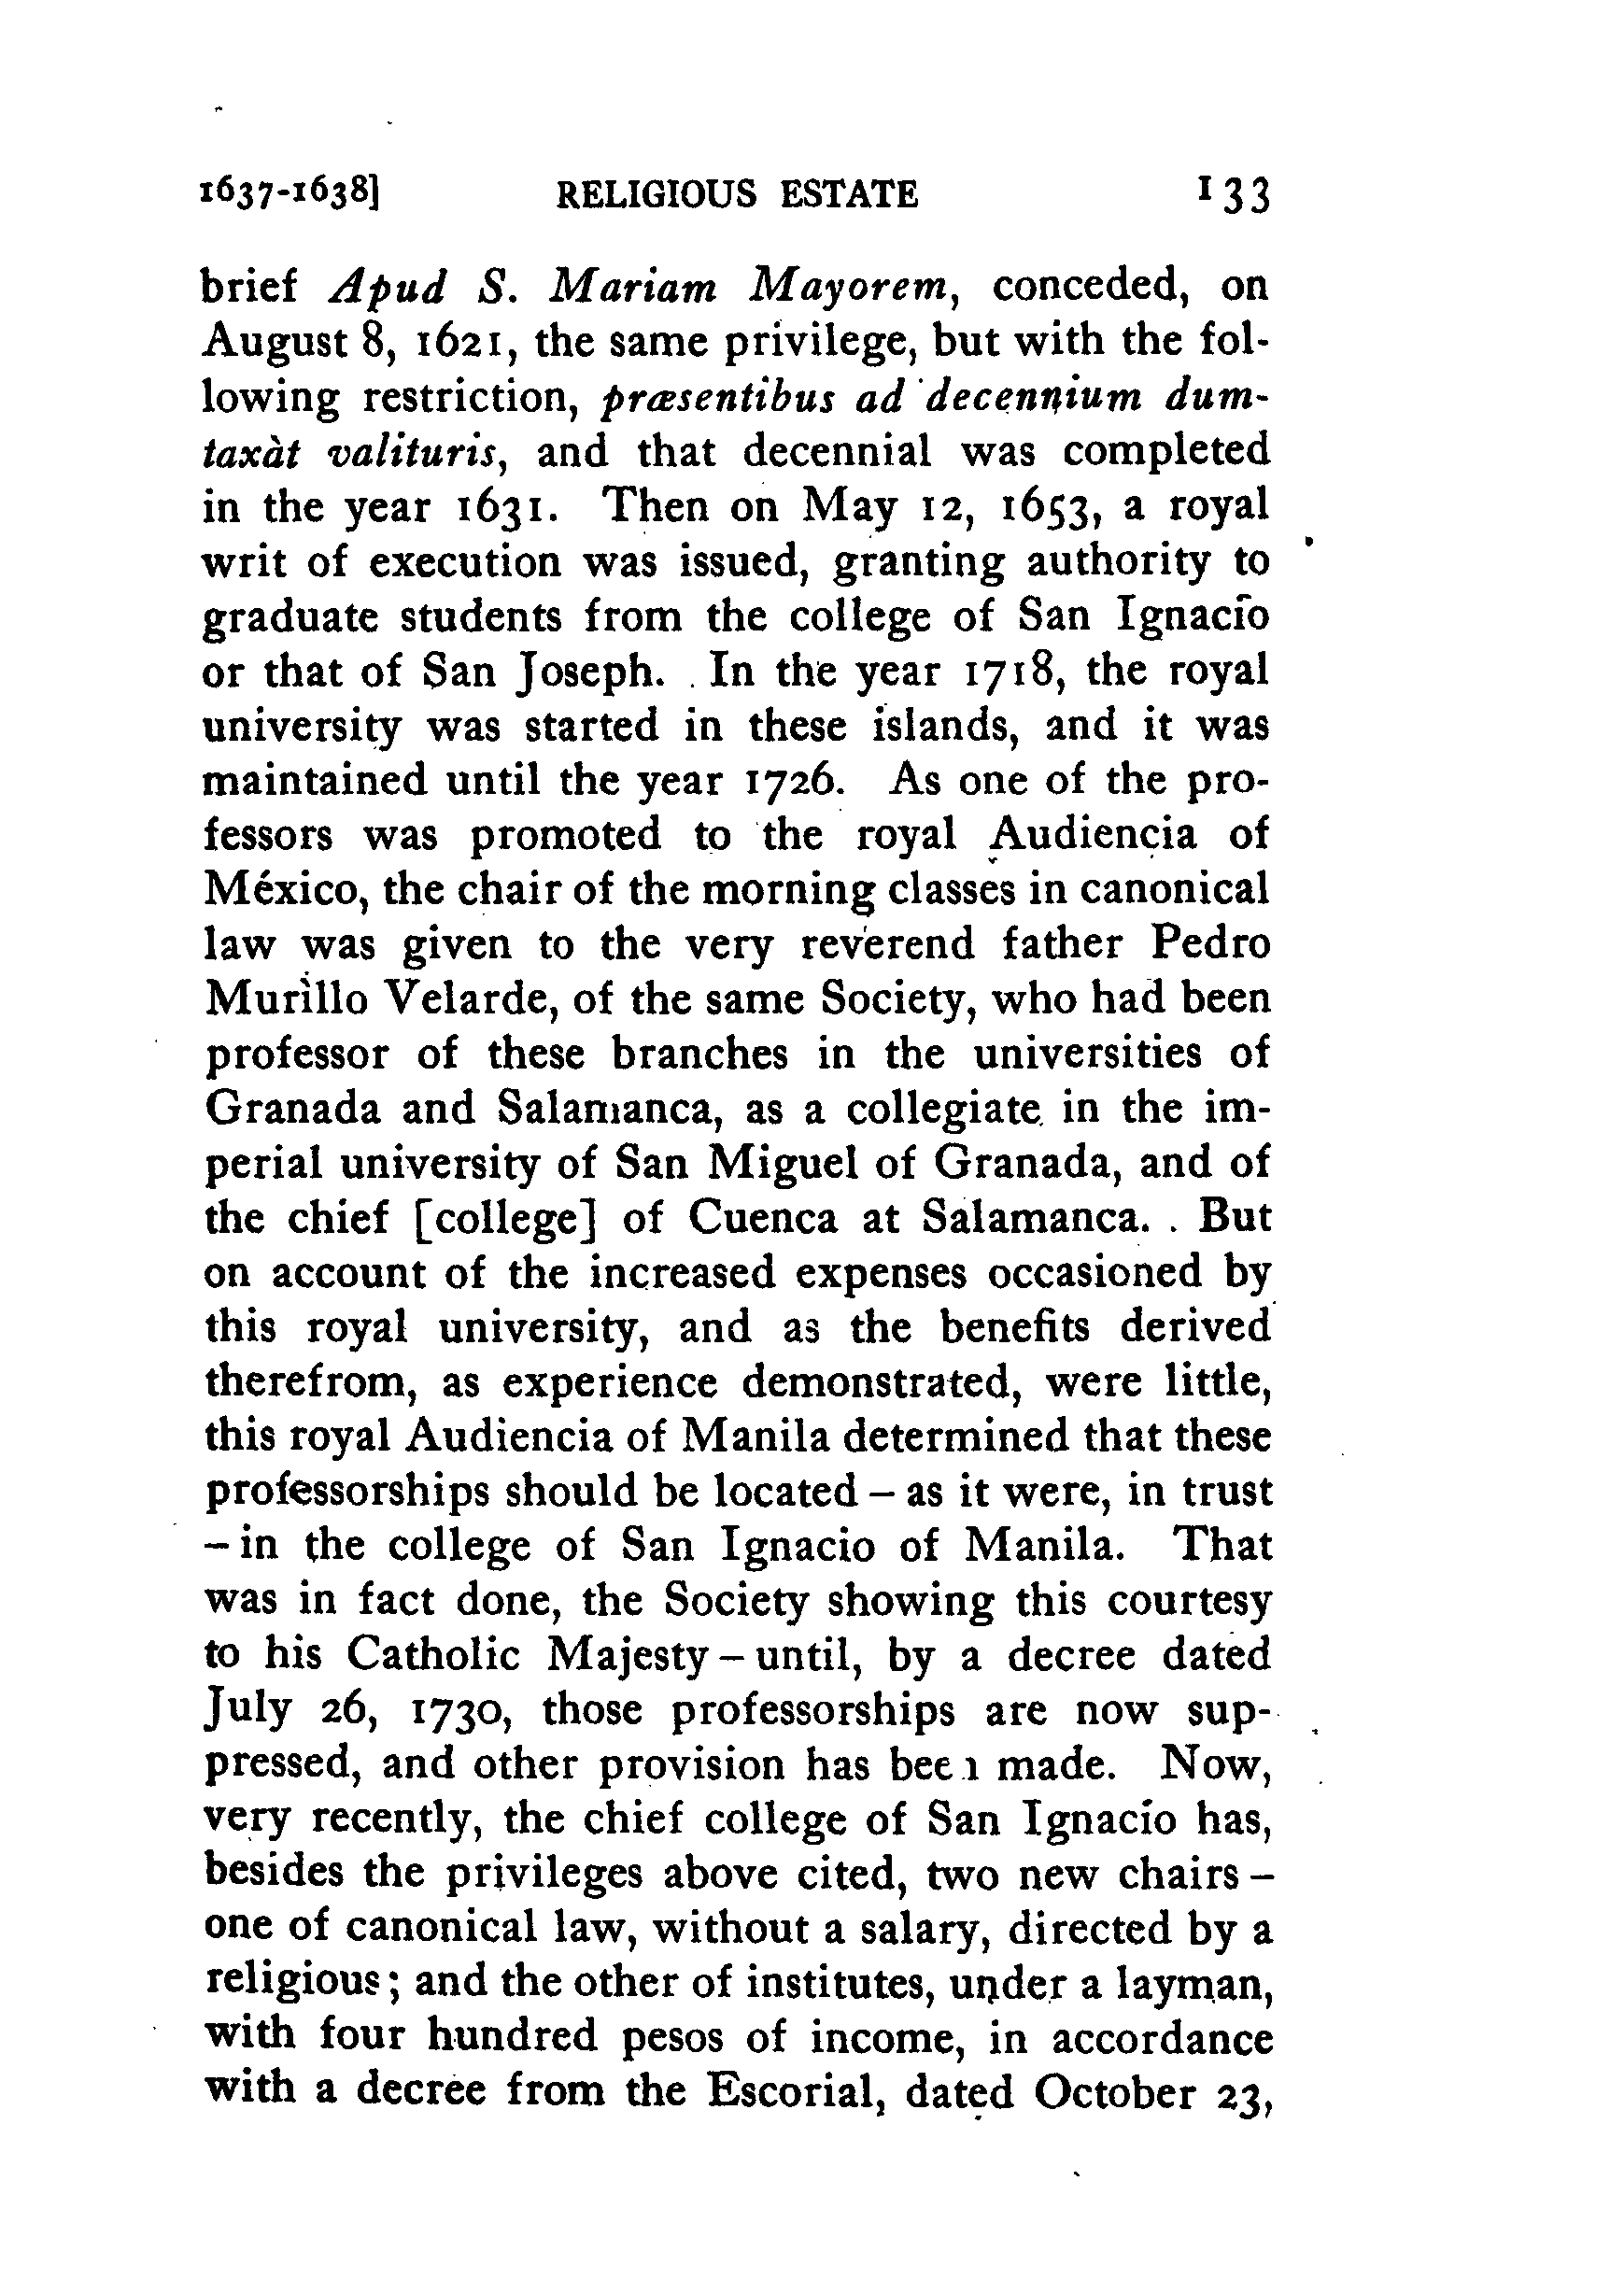 1637-1638] RELIGIOUS ESTATE 133
brief Apud S. Mariam Mayorem, conceded, on
August 8, 1621, the same privilege, but with the fol-
lowing restriction, præsentibus ad decennium dum-
taxàt valituris, and that decennial was completed
in the year 1631. Then on May 12, 1653, a royal
writ of execution was issued, granting authority to
graduate students from the college of San Ignacio
or that of San Joseph. In the year 1718, the royal
university was started in these islands, and it was
maintained until the year 1726. As one of the pro-
fessors was promoted to the royal Audiencia of
México, the chair of the morning classes in canonical
law was given to the very reverend father Pedro
Murillo Velarde, of the same Society, who had been
professor of these branches in the universities of
Granada and Salamanca, as a collegiate in the im-
perial university of San Miguel of Granada, and of
the chief [college] of Cuenca at Salamanca. But
on account of the increased expenses occasioned by
this royal university, and as the benefits derived
therefrom, as experience demonstrated, were little,
this royal Audiencia of Manila determined that these
professorships should be located – as it were, in trust
– in the college of San Ignacio of Manila. That
was in fact done, the Society showing this courtesy
to his Catholic Majesty – until, by a decree dated
July 26, 1730, those professorships are now sup-
pressed, and other provision has been made. Now,
very recently, the chief college of San Ignacio has,
besides the privileges above cited, two new chairs –
one of canonical law, without a salary, directed by a
religious; and the other of institutes, under a layman,
with four hundred pesos of income, in accordance
with a decree from the Escorial, dated October 23,